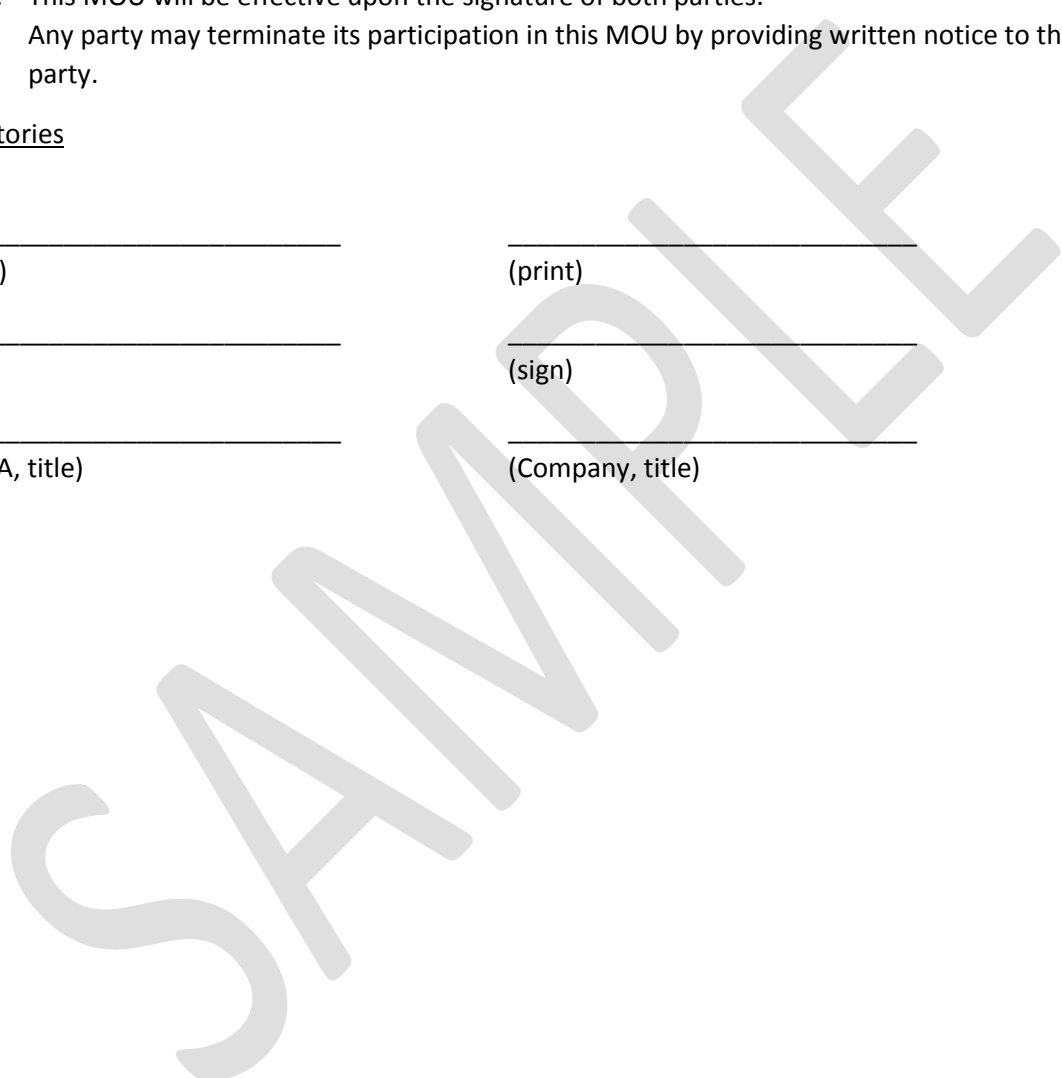 . This MOU will be effective upon the signature of both parties.
Any party may terminate its participation in this MOU by providing written notice to th
party.
tories
) (print)
(sign)
A, title) (Company, title)
SAMPLE